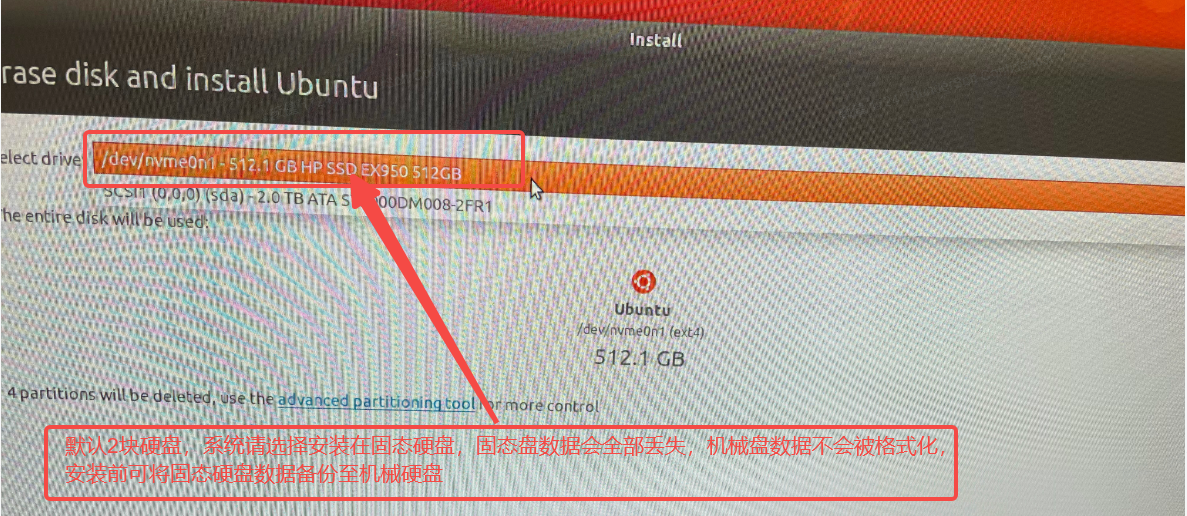 Install
rase disk and install Ubuntu
elect drive:
/dev/nvme0n1 - 512.1 GB HP SSD EX950 512GB
SCSI1 (0,0,0) (sda) - 2.0 TB ATA S 000DM008-2FR1
he entire disk will be used:
Ubuntu
/dev/nvme0n1 (ext4)
512.1 GB
4 partitions will be deleted, use the advanced partitioning tool for more control
默认2块硬盘，系统请选择安装在固态硬盘，固态盘数据会全部丢失，机械盘数据不会被格式化，
安装前可将固态硬盘数据备份至机械硬盘